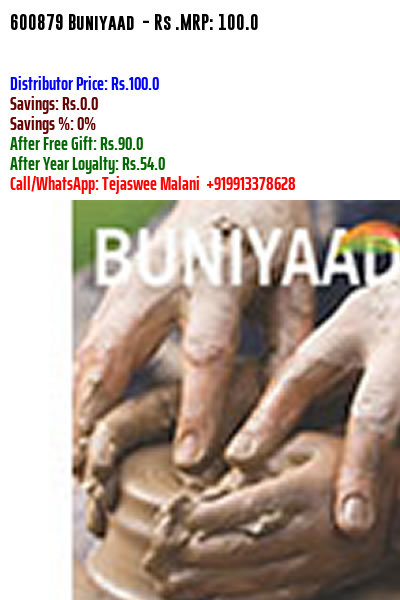 600879 Buniyaad - Rs .MRP: 100.0
Distributor Price: Rs.100.0
Savings: Rs.0.0
Savings %: 0%
After Free Gift: Rs.90.0
After Year Loyalty: Rs.54.0
Call/WhatsApp: Tejaswee Malani +919913378628
BUNIYAAD